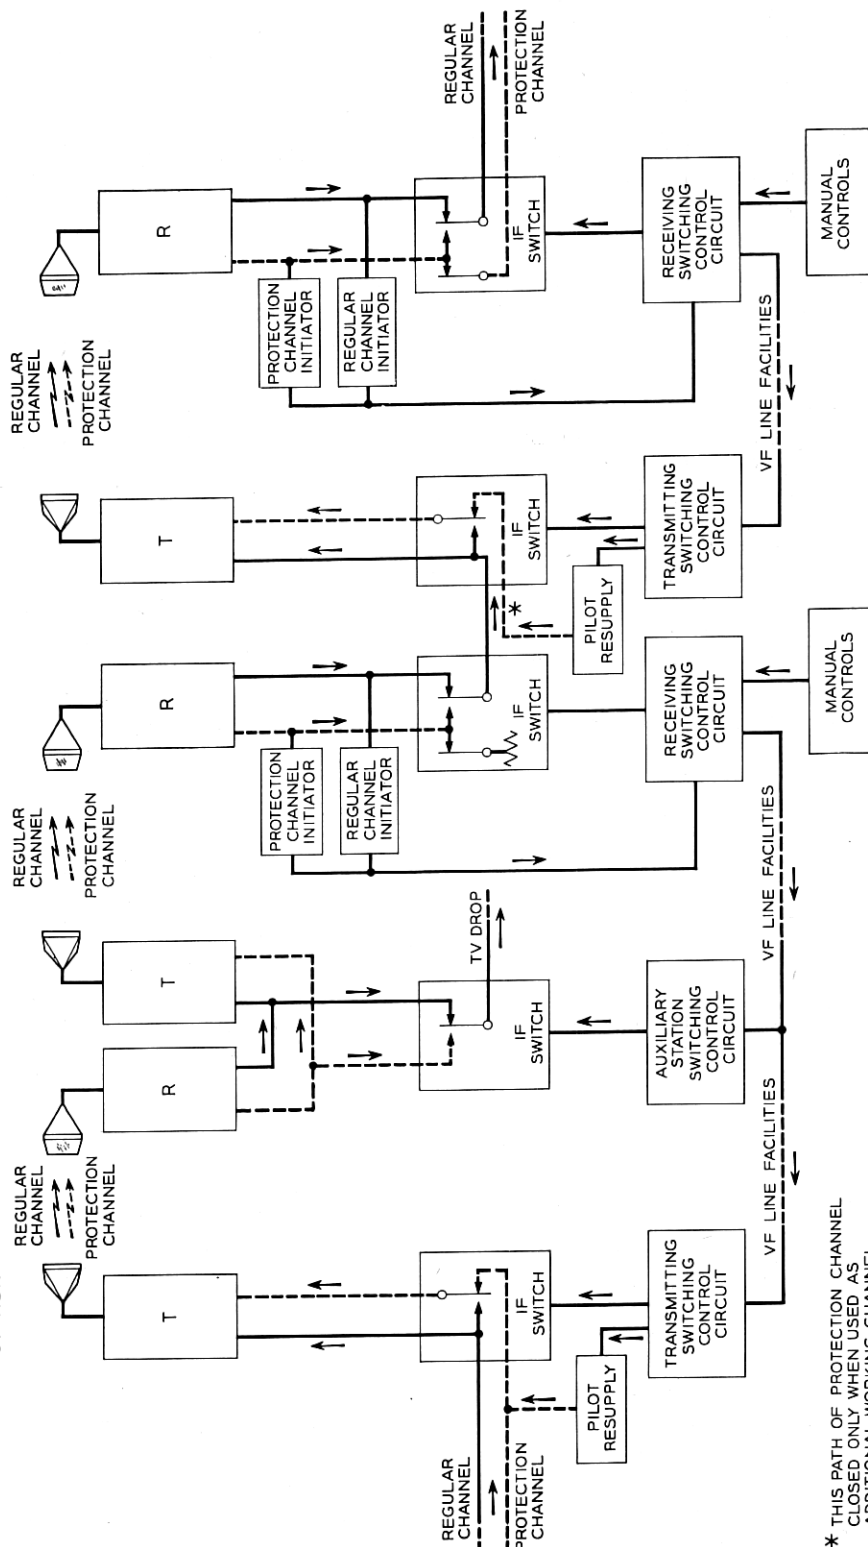 REGULAR
CHANNEL
PROTECTION
CHANNEL
REGULAR
CHANNEL
PROTECTION
CHANNEL
REGULAR
CHANNEL
PROTECTION
CHANNEL
T
R
T
R
T
R
PROTECTION
CHANNEL
INITIATOR
REGULAR
CHANNEL
INITIATOR
PROTECTION
CHANNEL
INITIATOR
REGULAR
CHANNEL
INITIATOR
REGULAR
CHANNEL
PROTECTION
CHANNEL
IF
SWITCH
TV DROP
IF
SWITCH
IF
SWITCH
*
IF
SWITCH
IF
SWITCH
REGULAR
CHANNEL
PROTECTION
CHANNEL
PILOT
RESUPPLY
TRANSMITTING
SWITCHING
CONTROL
CIRCUIT
AUXILIARY
STATION
SWITCHING
CONTROL
CIRCUIT
RECEIVING
SWITCHING
CONTROL
CIRCUIT
PILOT
RESUPPLY
TRANSMITTING
SWITCHING
CONTROL
CIRCUIT
RECEIVING
SWITCHING
CONTROL
CIRCUIT
VF LINE FACILITIES
VF LINE FACILITIES
VF LINE FACILITIES
MANUAL
CONTROLS
MANUAL
CONTROLS
* THIS PATH OF PROTECTION CHANNEL
CLOSED ONLY WHEN USED AS
ADDITIONAL WORKING CHANNEL